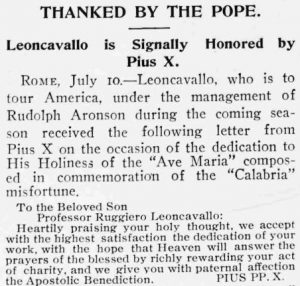 THANKED BY THE POPE.
Leoncavallo is Signally Honored by
Pius X.
ROME, July 10.—Leoncavallo, who is to
tour America, under the management of
Rudolph Aronson during the coming sea-
son received the following letter from
Pius X on the occasion of the dedication to
His Holiness of the “Ave Maria” compos-
ed in commemoration of the “Calabria”
misfortune.
To the Beloved Son
Professor Ruggiero Leoncavallo:
Heartily praising your holy thought, we accept
with the highest satisfaction the dedication of your
work, with the hope that Heaven will answer the
prayers of the blessed by richly rewarding your act
of charity, and we give you with paternal affection
the Apostolic Benediction. PIUS PP. X.